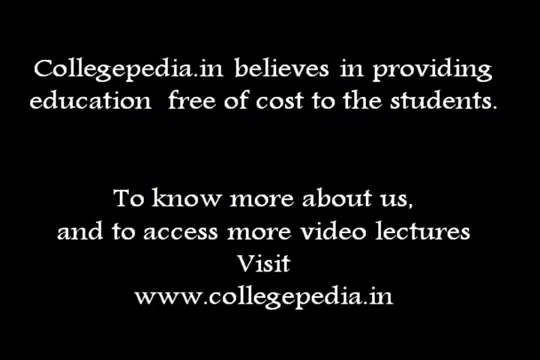 Collegepedia.in believes in providing
education free of cost to the students.
To know more about us,
and to access more video lectures
Visit
www.collegepedia.in